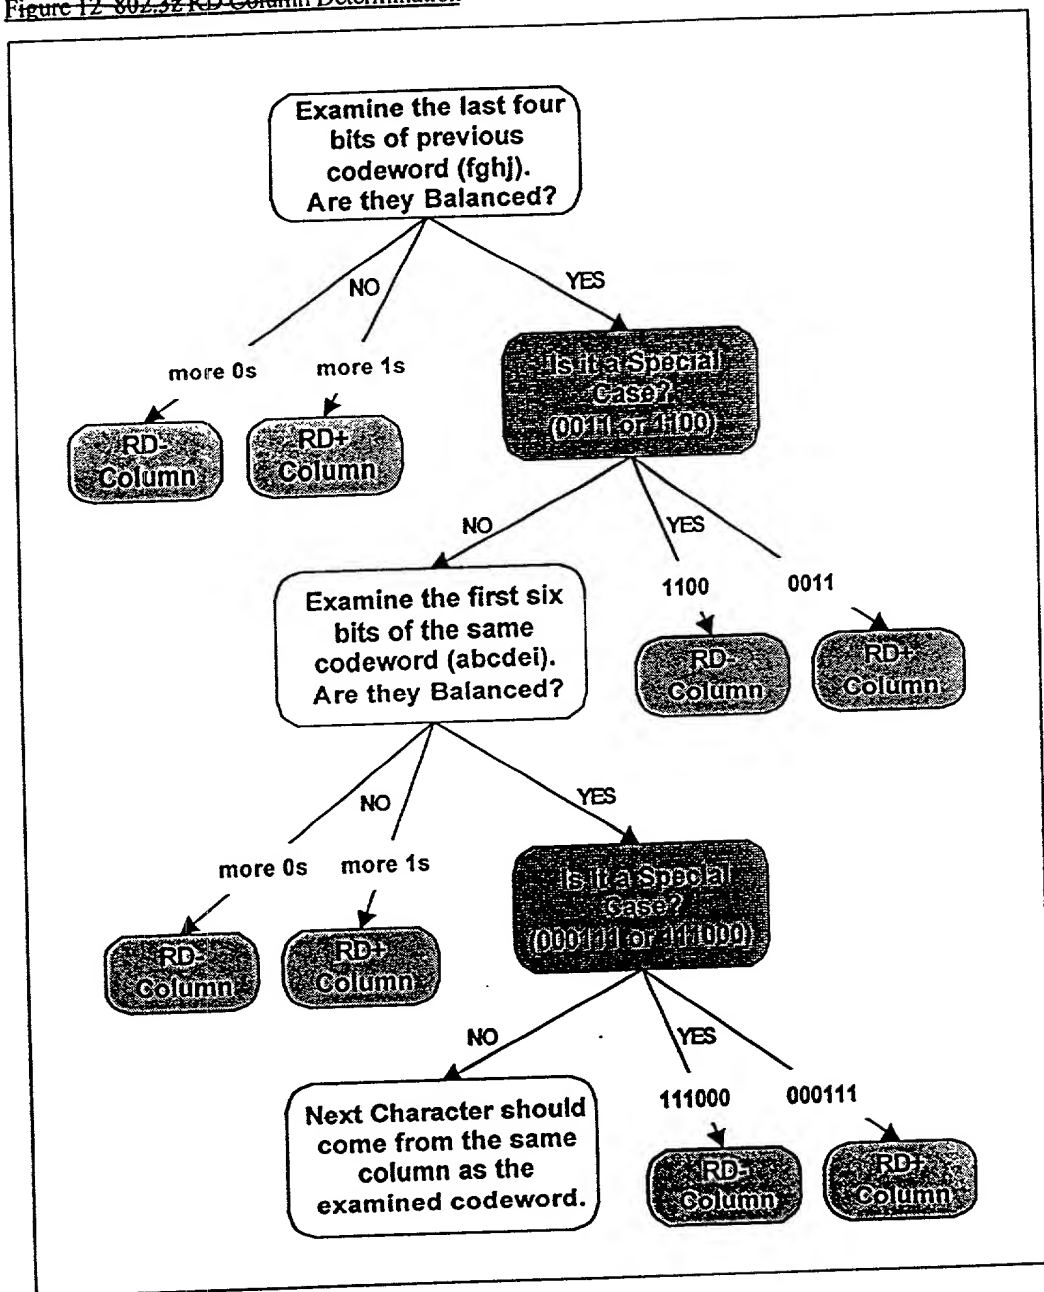 Figure 12 802.3z RD Column Determination
Examine the last four
bits of previous
codeword (fghj).
Are they Balanced?
NO
YES
more 0s
more 1s
RD-
Column
RD+
Column
Is it a Special
Case?
(0011 or 1100)
NO
YES
1100
0011
Examine the first six
bits of the same
codeword (abcdei).
Are they Balanced?
RD-
Column
RD+
Column
NO
YES
more 0s
more 1s
RD-
Column
RD+
Column
Is it a Special
Case?
(000111 or 111000)
NO
YES
111000
000111
Next Character should
come from the same
column as the
examined codeword.
RD-
Column
RD+
Column